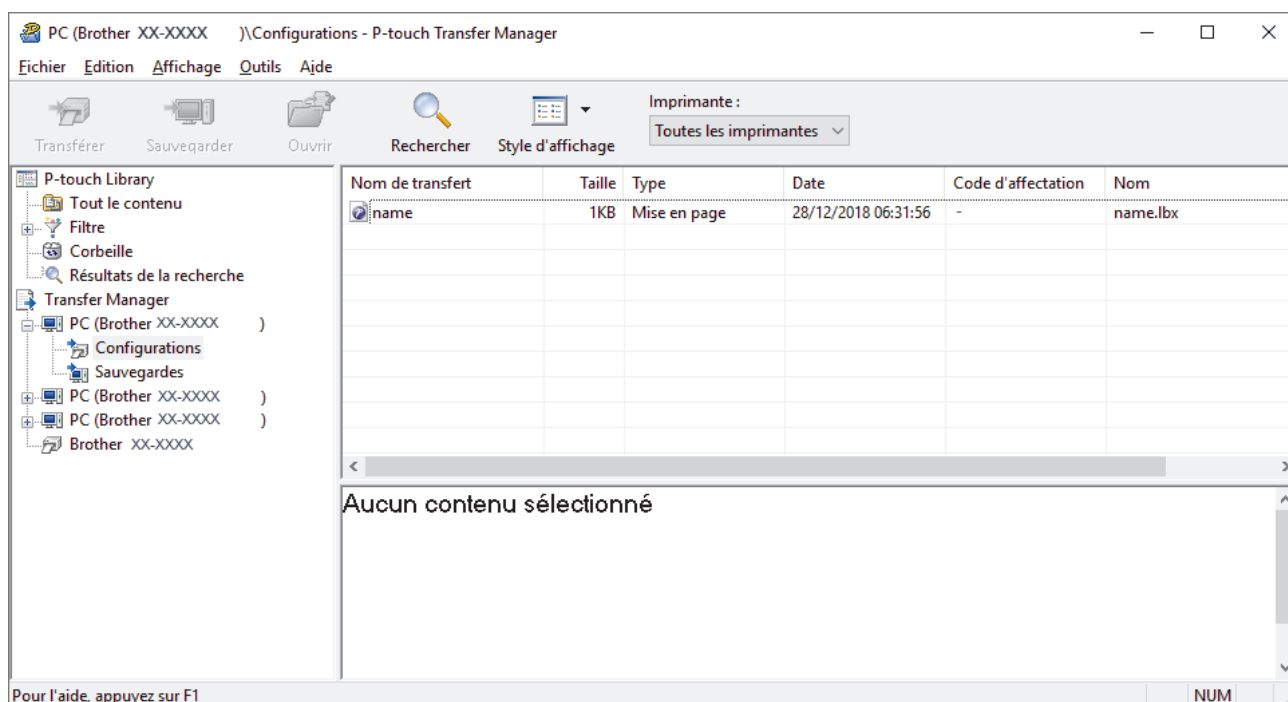 PC (Brother XX-XXXX )\Configurations - P-touch Transfer Manager
Fichier Edition Affichage Outils Aide
Transférer Sauvegarder Ouvrir Rechercher Style d'affichage
Imprimante :
Toutes les imprimantes
P-touch Library
Tout le contenu
Filtre
Corbeille
Résultats de la recherche
Transfer Manager
PC (Brother XX-XXXX )
Configurations
Sauvegardes
PC (Brother XX-XXXX )
PC (Brother XX-XXXX )
Brother XX-XXXX
Nom de transfert Taille Type Date Code d'affectation Nom
name 1KB Mise en page 28/12/2018 06:31:56 - name.lbx
Aucun contenu sélectionné
Pour l'aide, appuyez sur F1 NUM